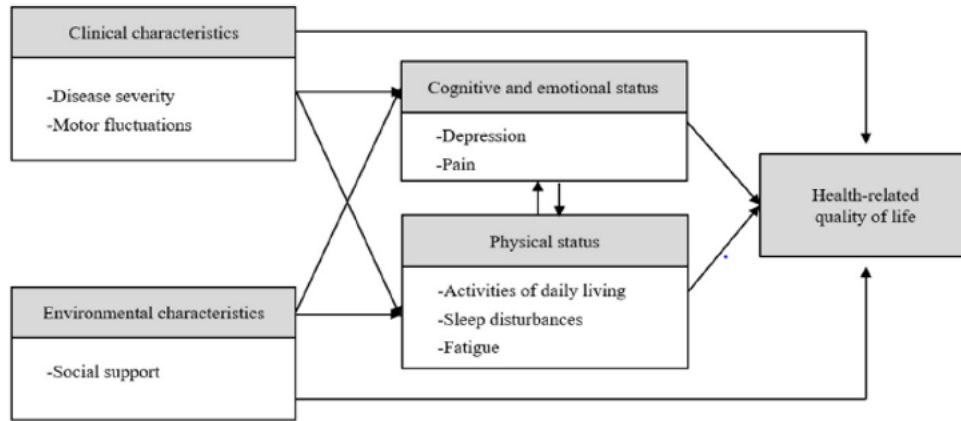 Clinical characteristics
-Disease severity
-Motor fluctuations
Cognitive and emotional status
-Depression
-Pain
Health-related
quality of life
Physical status
-Activities of daily living
-Sleep disturbances
-Fatigue
Environmental characteristics
-Social support